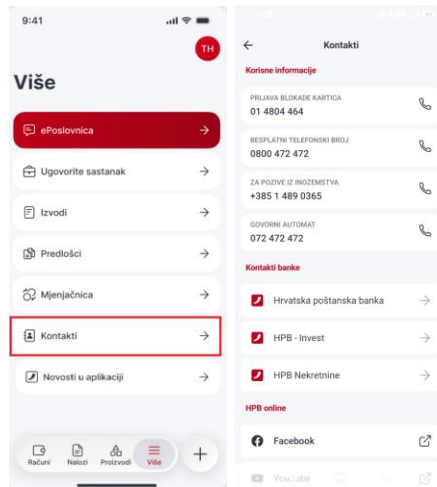 9:41
TH
Više
ePoslovnica
Ugovorite sastanak
Izvodi
Predlošci
Mjenjačnica
Kontakti
Novosti u aplikaciji
Računi
Nalozi
Proizvodi
Više
Kontakti
Korisne informacije
PRIJAVA BLOKADE KARTICA
01 4804 464
BESPLATNI TELEFONSKI BROJ
0800 472 472
ZA POZIVE IZ INOZEMSTVA
+385 1 489 0365
GOVORNI AUTOMAT
072 472 472
Kontakti banke
Hrvatska poštanska banka
HPB - Invest
HPB Nekretnine
HPB online
Facebook
YouTube